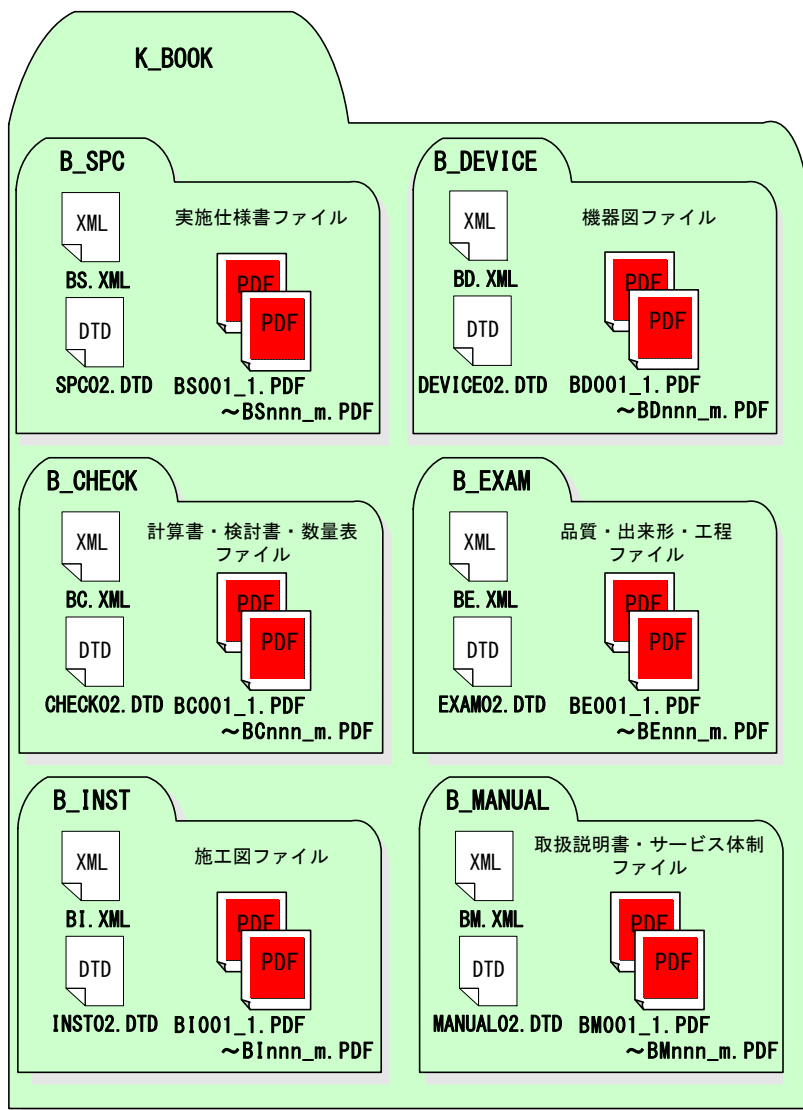 K_BOOK
B_SPC
XML
BS.XML
DTD
SPC02.DTD
実施仕様書ファイル
PDF
PDF
BS001_1.PDF
～BSnnn_m.PDF
B_DEVICE
XML
BD.XML
DTD
DEVICE02.DTD
機器図ファイル
PDF
PDF
BD001_1.PDF
～BDnnn_m.PDF
B_CHECK
XML
BC.XML
DTD
CHECK02.DTD
計算書・検討書・数量表
ファイル
PDF
PDF
BC001_1.PDF
～BCnnn_m.PDF
B_EXAM
XML
BE.XML
DTD
EXAM02.DTD
品質・出来形・工程
ファイル
PDF
PDF
BE001_1.PDF
～BEnnn_m.PDF
B_INST
XML
BI.XML
DTD
INST02.DTD
施工図ファイル
PDF
PDF
BI001_1.PDF
～BInnn_m.PDF
B_MANUAL
XML
BM.XML
DTD
MANUAL02.DTD
取扱説明書・サービス体制
ファイル
PDF
PDF
BM001_1.PDF
～BMnnn_m.PDF